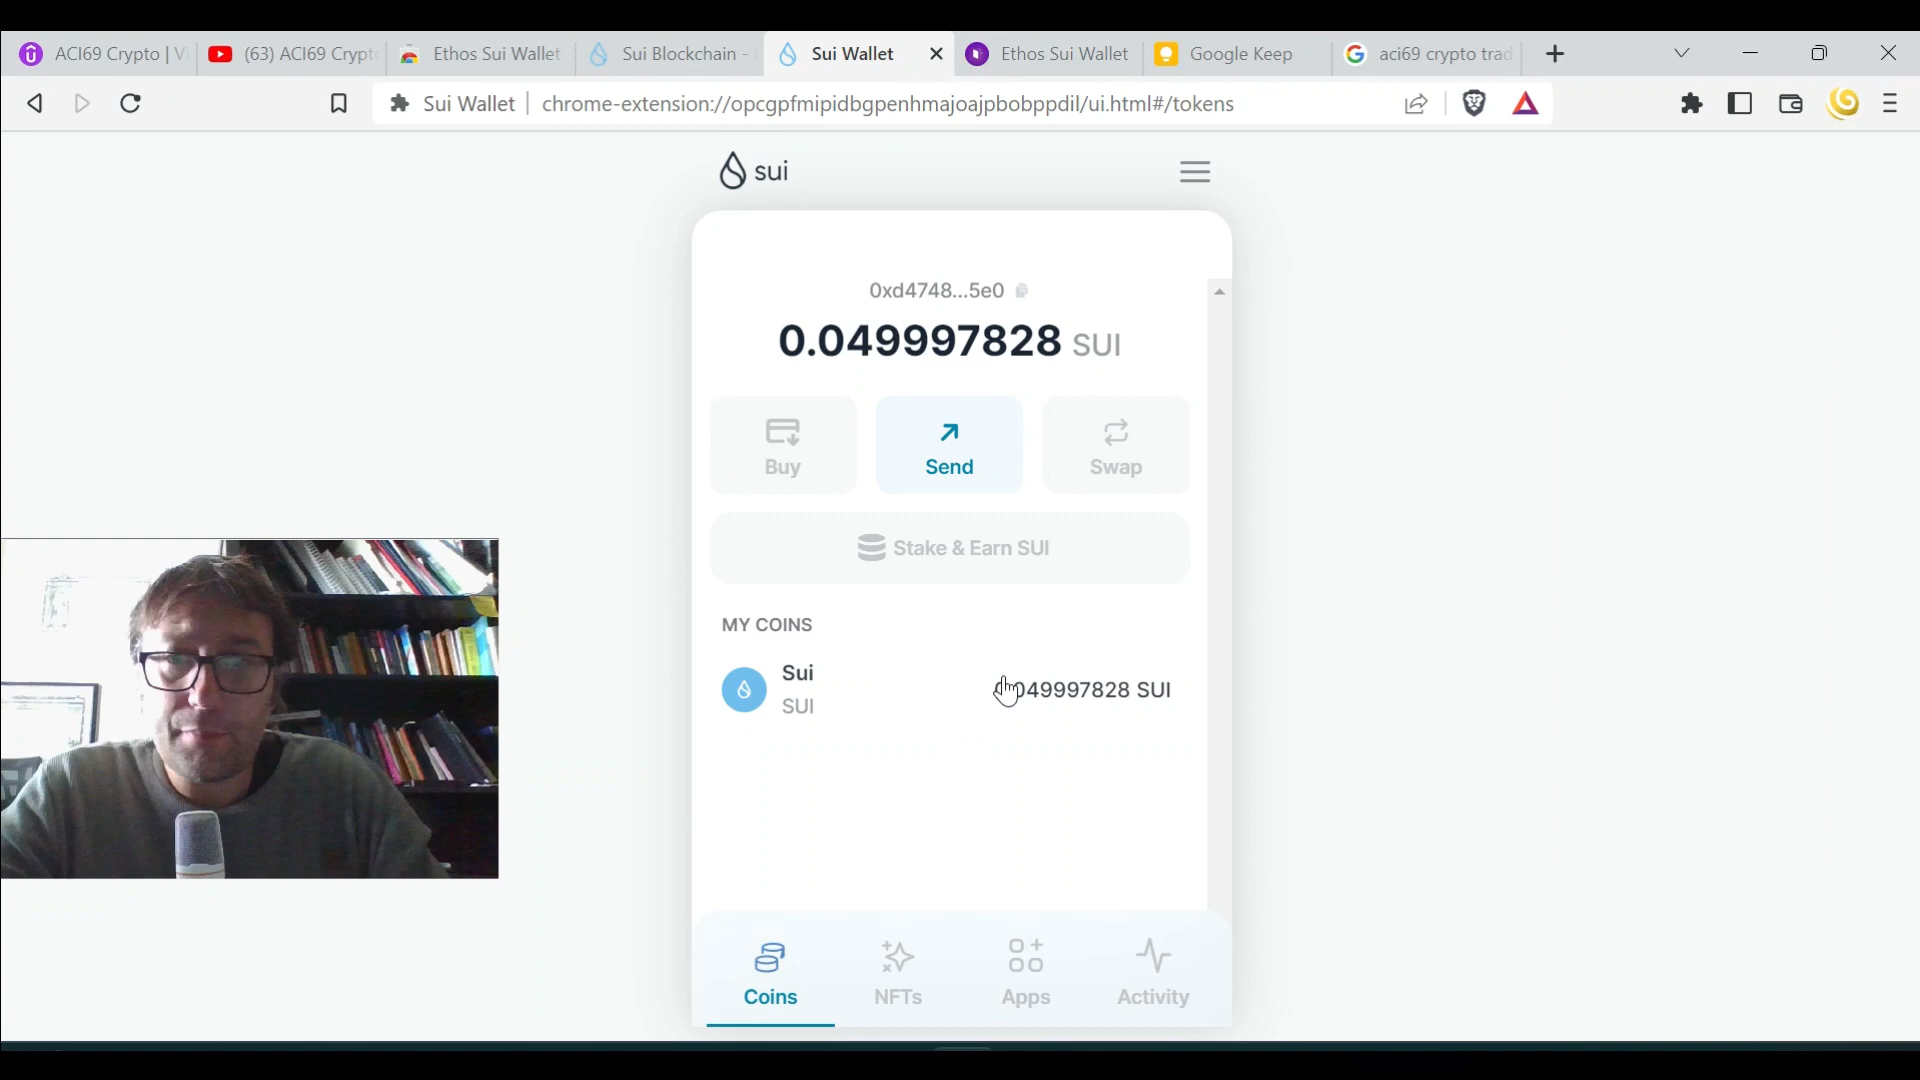 ACI69 Crypto | Vi
(63) ACI69 Crypt
Ethos Sui Wallet
Sui Blockchain -
Sui Wallet
Ethos Sui Wallet
Google Keep
aci69 crypto trad
Sui Wallet
chrome-extension://opcgpfmipidbgpenhmajoajpbobppdil/ui.html#/tokens
sui
0xd4748...5e0
0.049997828 SUI
Buy
Send
Swap
Stake & Earn SUI
MY COINS
Sui
SUI
049997828 SUI
Coins
NFTs
Apps
Activity